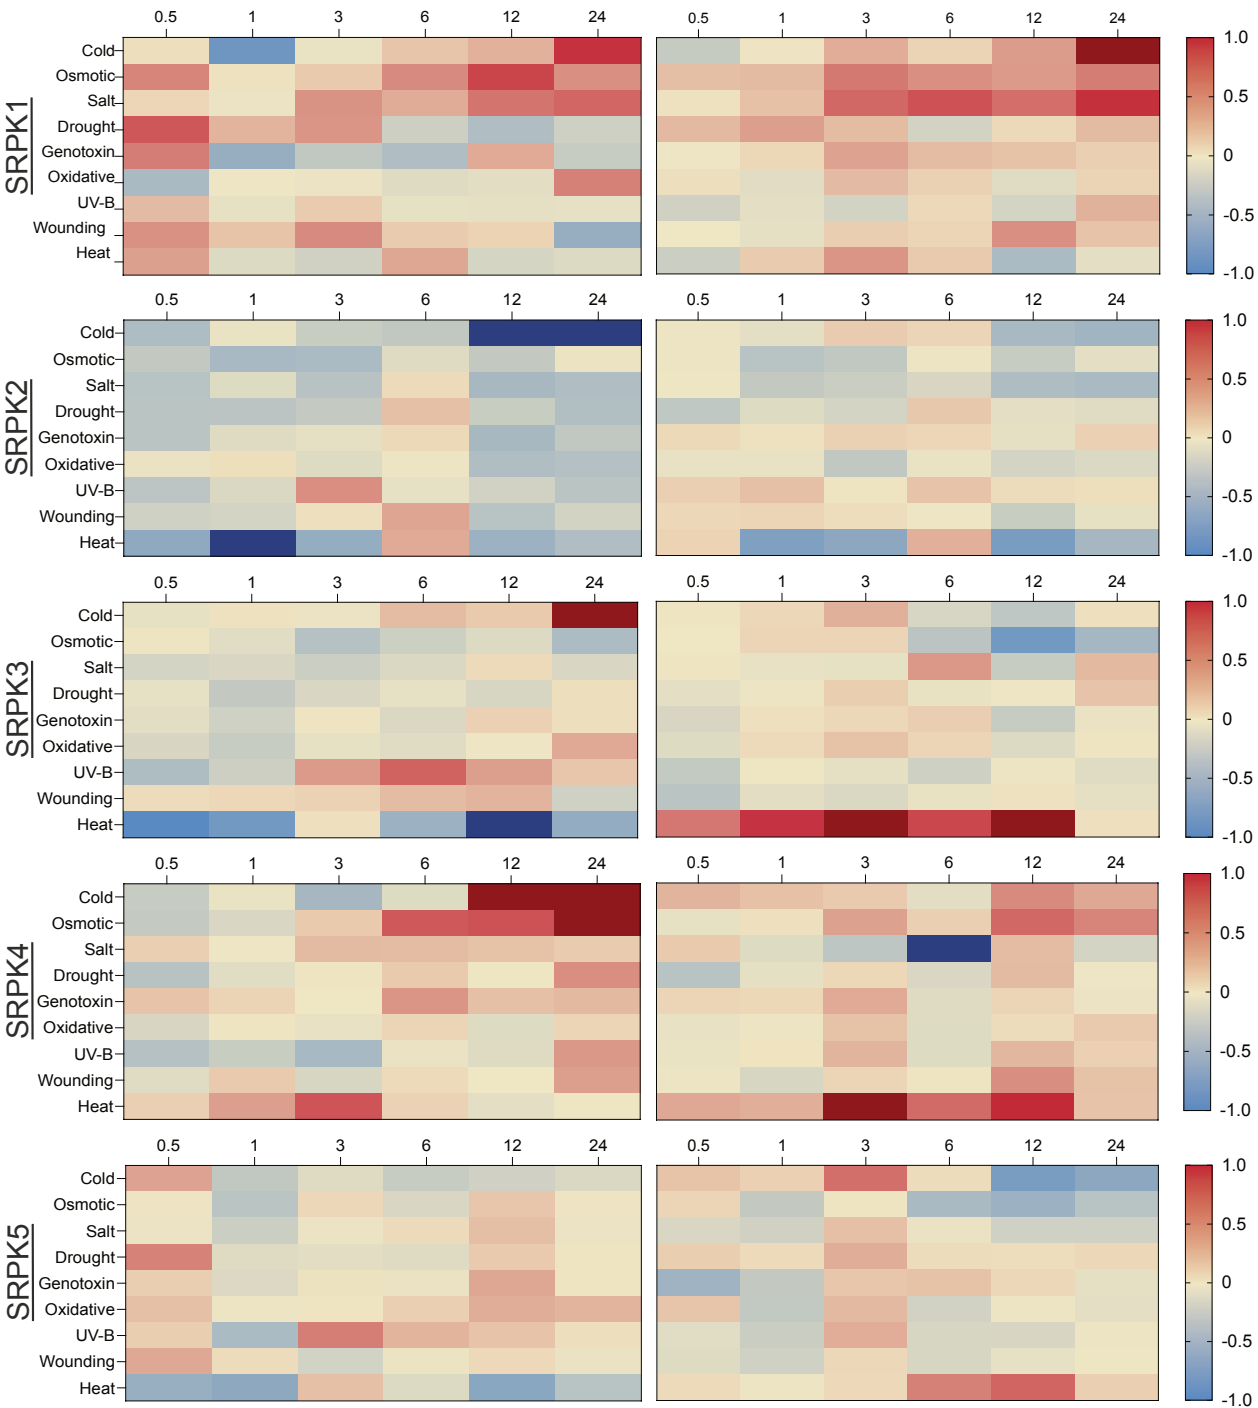 0.5 1 3 6 12 24 0.5 1 3 6 12 24
SRPK1
Cold
Osmotic
Salt
Drought
Genotoxin
Oxidative
UV-B
Wounding
Heat
1.0
0.5
0
-0.5
-1.0
0.5 1 3 6 12 24 0.5 1 3 6 12 24
SRPK2
Cold
Osmotic
Salt
Drought
Genotoxin
Oxidative
UV-B
Wounding
Heat
1.0
0.5
0
-0.5
-1.0
0.5 1 3 6 12 24 0.5 1 3 6 12 24
SRPK3
Cold
Osmotic
Salt
Drought
Genotoxin
Oxidative
UV-B
Wounding
Heat
1.0
0.5
0
-0.5
-1.0
0.5 1 3 6 12 24 0.5 1 3 6 12 24
SRPK4
Cold
Osmotic
Salt
Drought
Genotoxin
Oxidative
UV-B
Wounding
Heat
1.0
0.5
0
-0.5
-1.0
0.5 1 3 6 12 24 0.5 1 3 6 12 24
SRPK5
Cold
Osmotic
Salt
Drought
Genotoxin
Oxidative
UV-B
Wounding
Heat
1.0
0.5
0
-0.5
-1.0